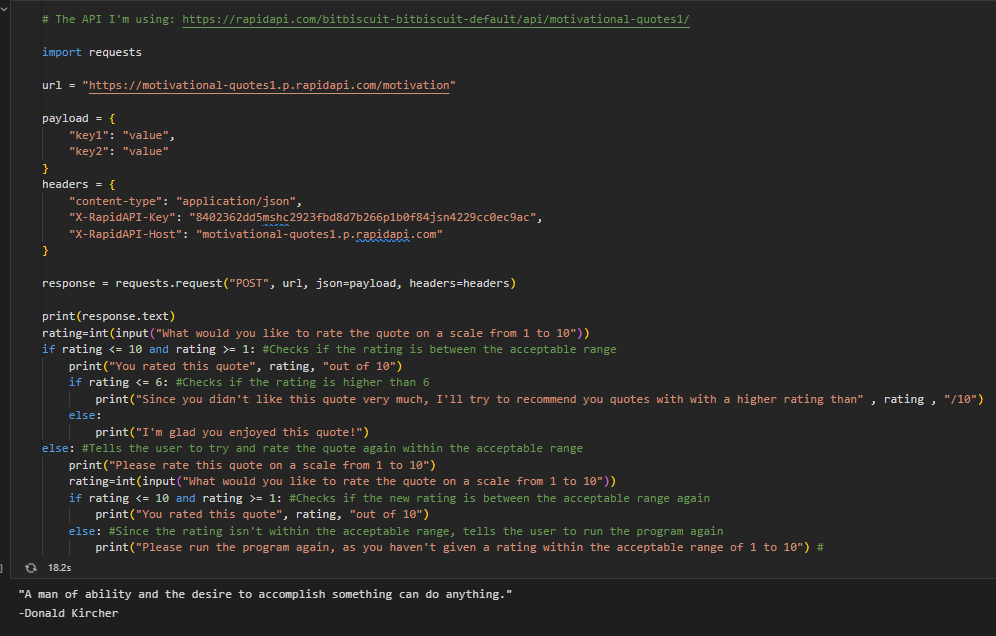 # The API I'm using: https://rapidapi.com/bitbiscuit-bitbiscuit-default/api/motivational-quotes1/
import requests
url = "https://motivational-quotes1.p.rapidapi.com/motivation"
payload = {
"key1": "value",
"key2": "value"
}
headers = {
"content-type": "application/json",
"X-RapidAPI-Key": "8402362dd5mshc2923fbd8d7b266p1b0f84jsn4229cc0ec9ac",
"X-RapidAPI-Host": "motivational-quotes1.p.rapidapi.com"
}
response = requests.request("POST", url, json=payload, headers=headers)
print(response.text)
rating=int(input("What would you like to rate the quote on a scale from 1 to 10"))
if rating <= 10 and rating >= 1: #Checks if the rating is between the acceptable range
print("You rated this quote", rating, "out of 10")
if rating <= 6: #Checks if the rating is higher than 6
print("Since you didn't like this quote very much, I'll try to recommend you quotes with with a higher rating than" , rating , "/10")
else:
print("I'm glad you enjoyed this quote!")
else: #Tells the user to try and rate the quote again within the acceptable range
print("Please rate this quote on a scale from 1 to 10")
rating=int(input("What would you like to rate the quote on a scale from 1 to 10"))
if rating <= 10 and rating >= 1: #Checks if the new rating is between the acceptable range again
print("You rated this quote", rating, "out of 10")
else: #Since the rating isn't within the acceptable range, tells the user to run the program again
print("Please run the program again, as you haven't given a rating within the acceptable range of 1 to 10") #
] 18.2s
"A man of ability and the desire to accomplish something can do anything."
-Donald Kircher